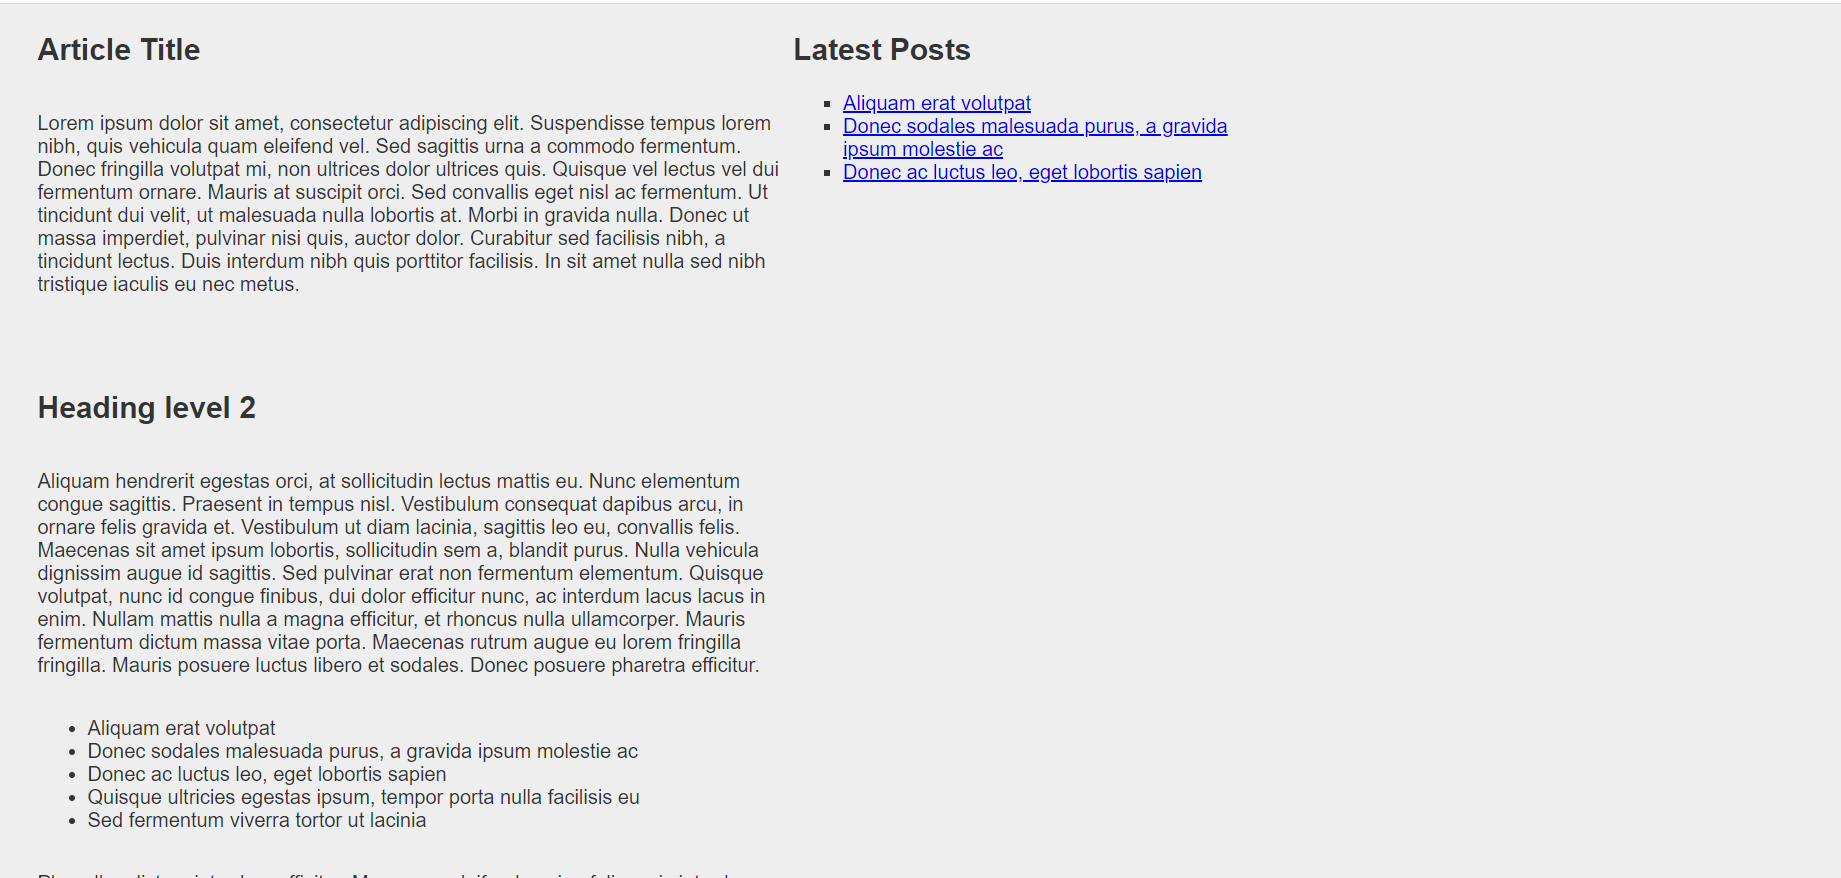 Article Title
Lorem ipsum dolor sit amet, consectetur adipiscing elit. Suspendisse tempus lorem
nibh, quis vehicula quam eleifend vel. Sed sagittis urna a commodo fermentum.
Donec fringilla volutpat mi, non ultrices dolor ultrices quis. Quisque vel lectus vel dui
fermentum ornare. Mauris at suscipit orci. Sed convallis eget nisl ac fermentum. Ut
tincidunt dui velit, ut malesuada nulla lobortis at. Morbi in gravida nulla. Donec ut
massa imperdiet, pulvinar nisi quis, auctor dolor. Curabitur sed facilisis nibh, a
tincidunt lectus. Duis interdum nibh quis porttitor facilisis. In sit amet nulla sed nibh
tristique iaculis eu nec metus.
Heading level 2
Aliquam hendrerit egestas orci, at sollicitudin lectus mattis eu. Nunc elementum
congue sagittis. Praesent in tempus nisl. Vestibulum consequat dapibus arcu, in
ornare felis gravida et. Vestibulum ut diam lacinia, sagittis leo eu, convallis felis.
Maecenas sit amet ipsum lobortis, sollicitudin sem a, blandit purus. Nulla vehicula
dignissim augue id sagittis. Sed pulvinar erat non fermentum elementum. Quisque
volutpat, nunc id congue finibus, dui dolor efficitur nunc, ac interdum lacus lacus in
enim. Nullam mattis nulla a magna efficitur, et rhoncus nulla ullamcorper. Mauris
fermentum dictum massa vitae porta. Maecenas rutrum augue eu lorem fringilla
fringilla. Mauris posuere luctus libero et sodales. Donec posuere pharetra efficitur.
• Aliquam erat volutpat
• Donec sodales malesuada purus, a gravida ipsum molestie ac
• Donec ac luctus leo, eget lobortis sapien
• Quisque ultricies egestas ipsum, tempor porta nulla facilisis eu
• Sed fermentum viverra tortor ut lacinia
Latest Posts
▪ Aliquam erat volutpat
▪ Donec sodales malesuada purus, a gravida
ipsum molestie ac
▪ Donec ac luctus leo, eget lobortis sapien